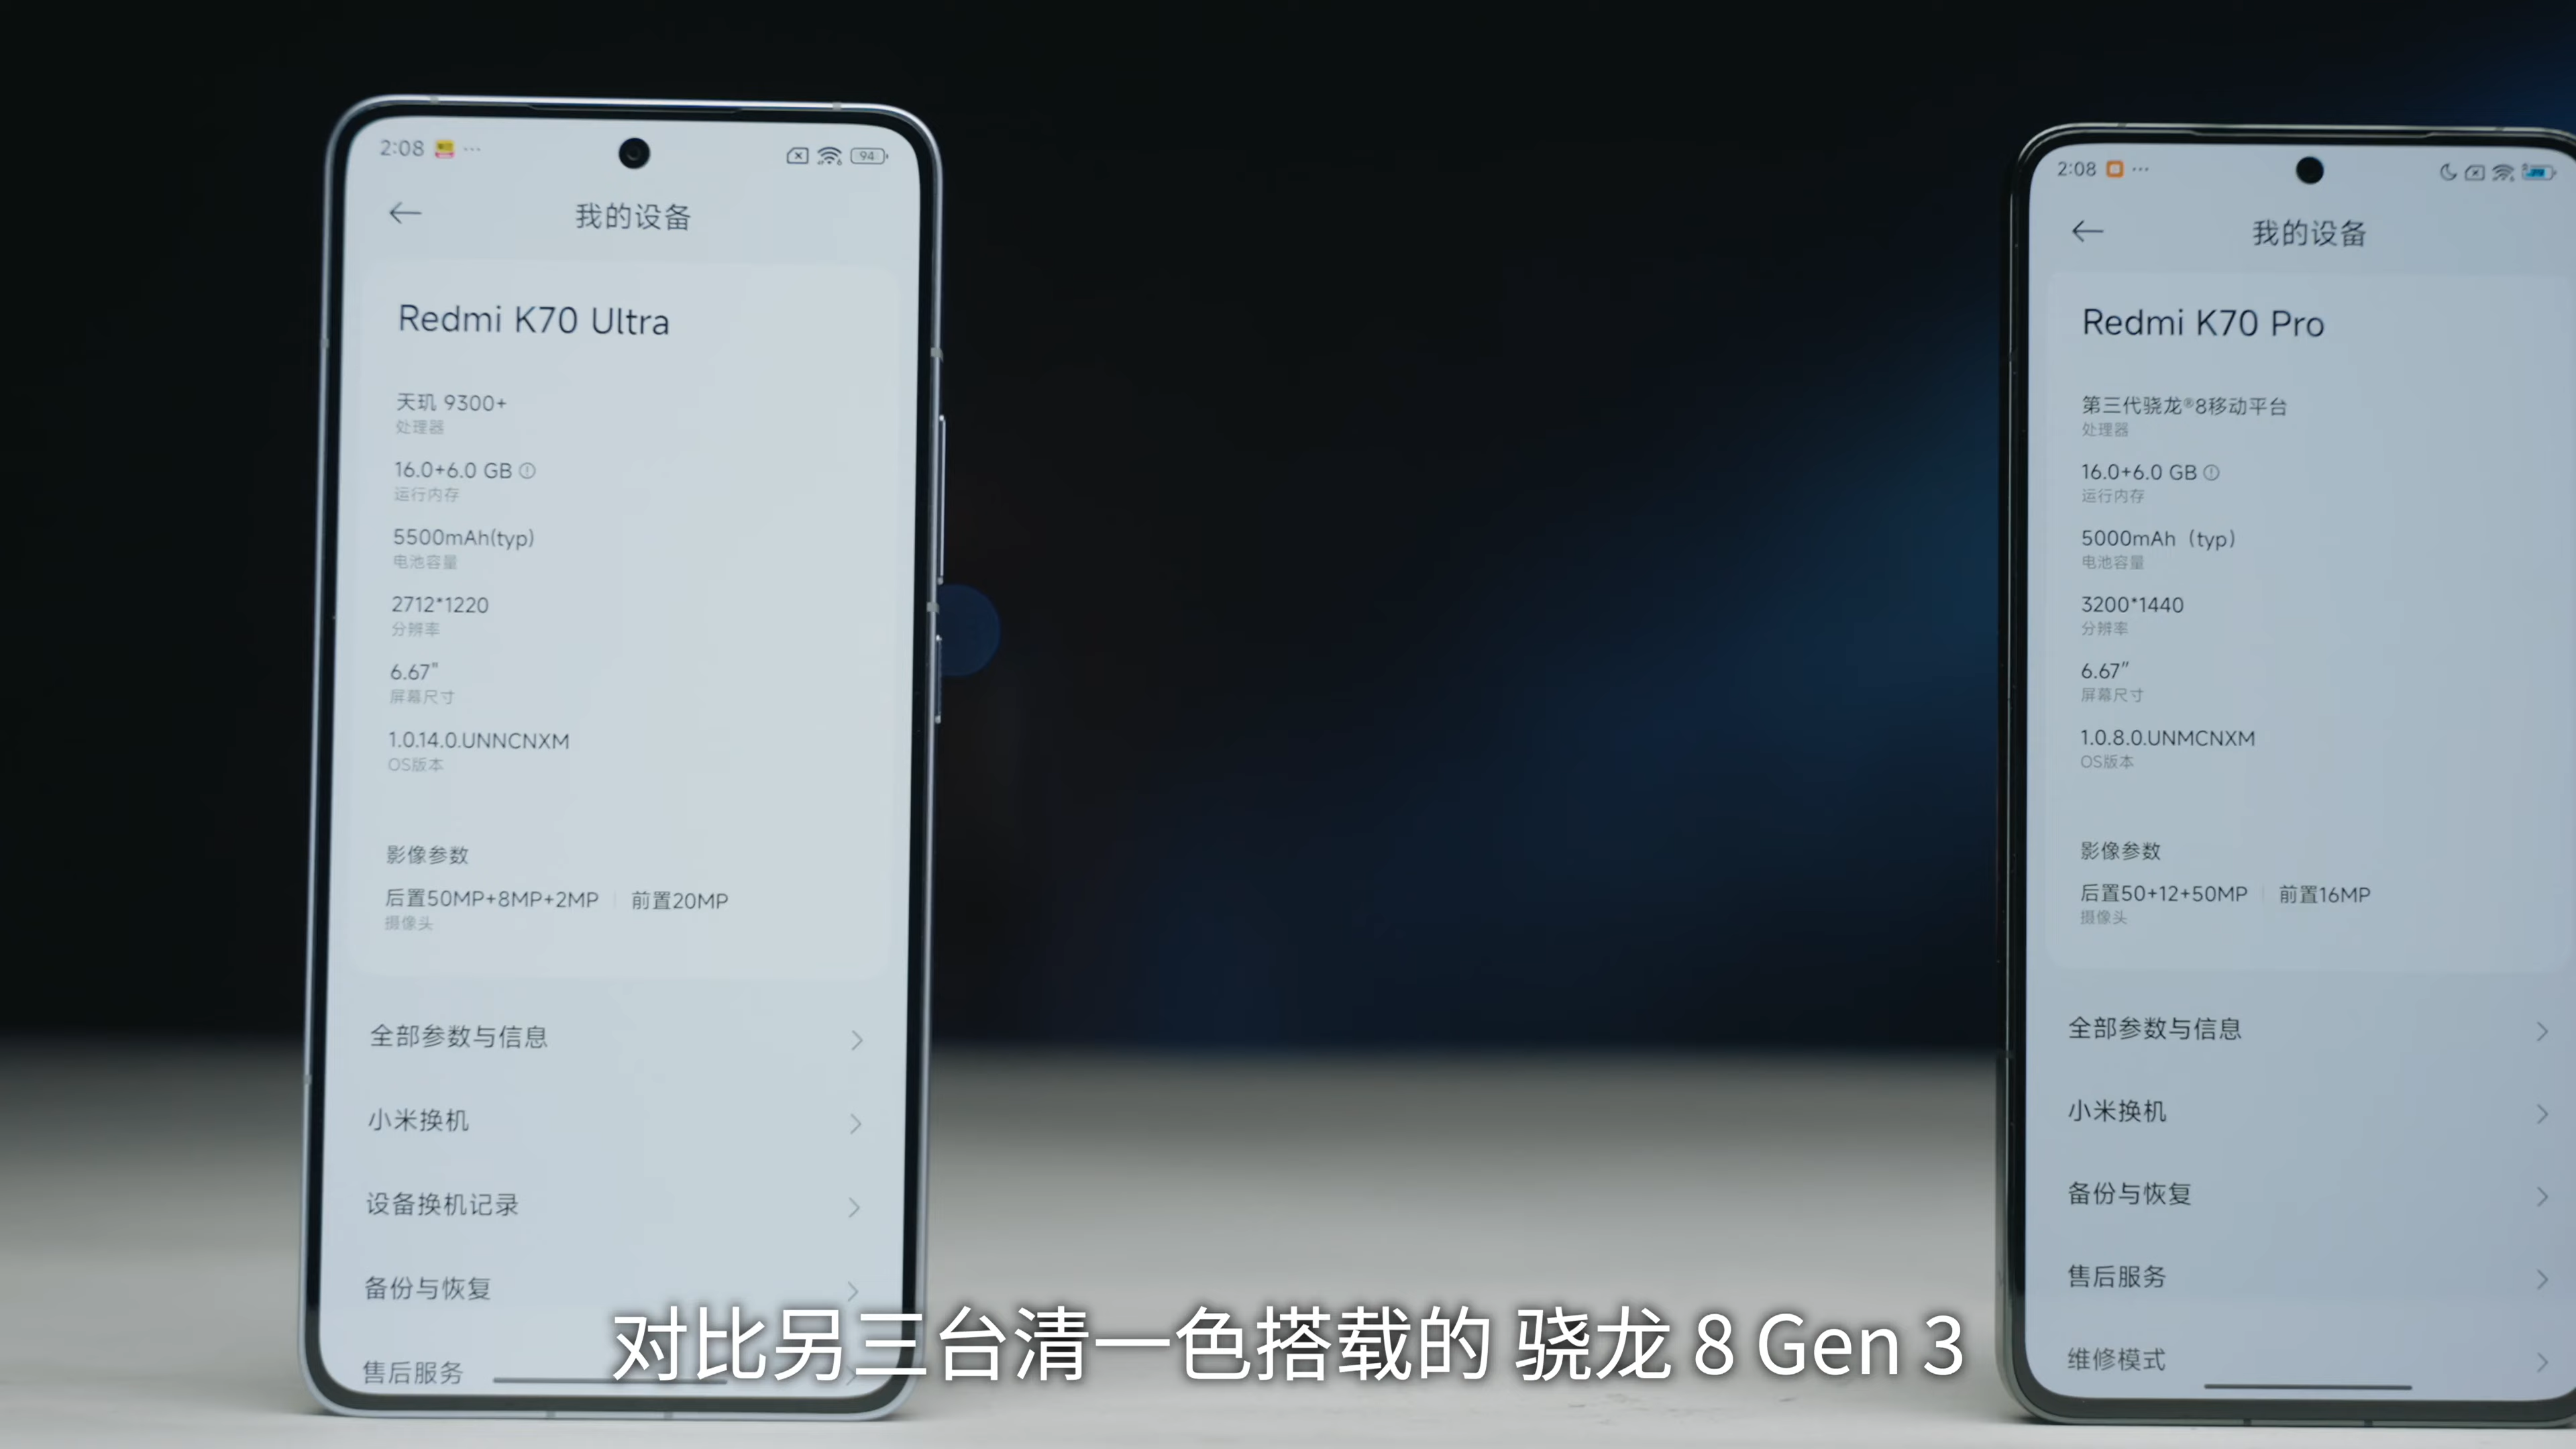 2:08
94
我的设备
Redmi K70 Ultra
天玑 9300+
处理器
16.0+6.0 GB
运行内存
5500mAh(typ)
电池容量
2712*1220
分辨率
6.67"
屏幕尺寸
1.0.14.0.UNNCNXM
OS版本
影像参数
后置50MP+8MP+2MP 前置20MP
摄像头
全部参数与信息
小米换机
设备换机记录
备份与恢复
售后服务
2:08
我的设备
Redmi K70 Pro
第三代骁龙®8移动平台
处理器
16.0+6.0 GB
运行内存
5000mAh（typ）
电池容量
3200*1440
分辨率
6.67"
屏幕尺寸
1.0.8.0.UNMCNXM
OS版本
影像参数
后置50+12+50MP 前置16MP
摄像头
全部参数与信息
小米换机
备份与恢复
售后服务
维修模式
对比另三台清一色搭载的 骁龙 8 Gen 3